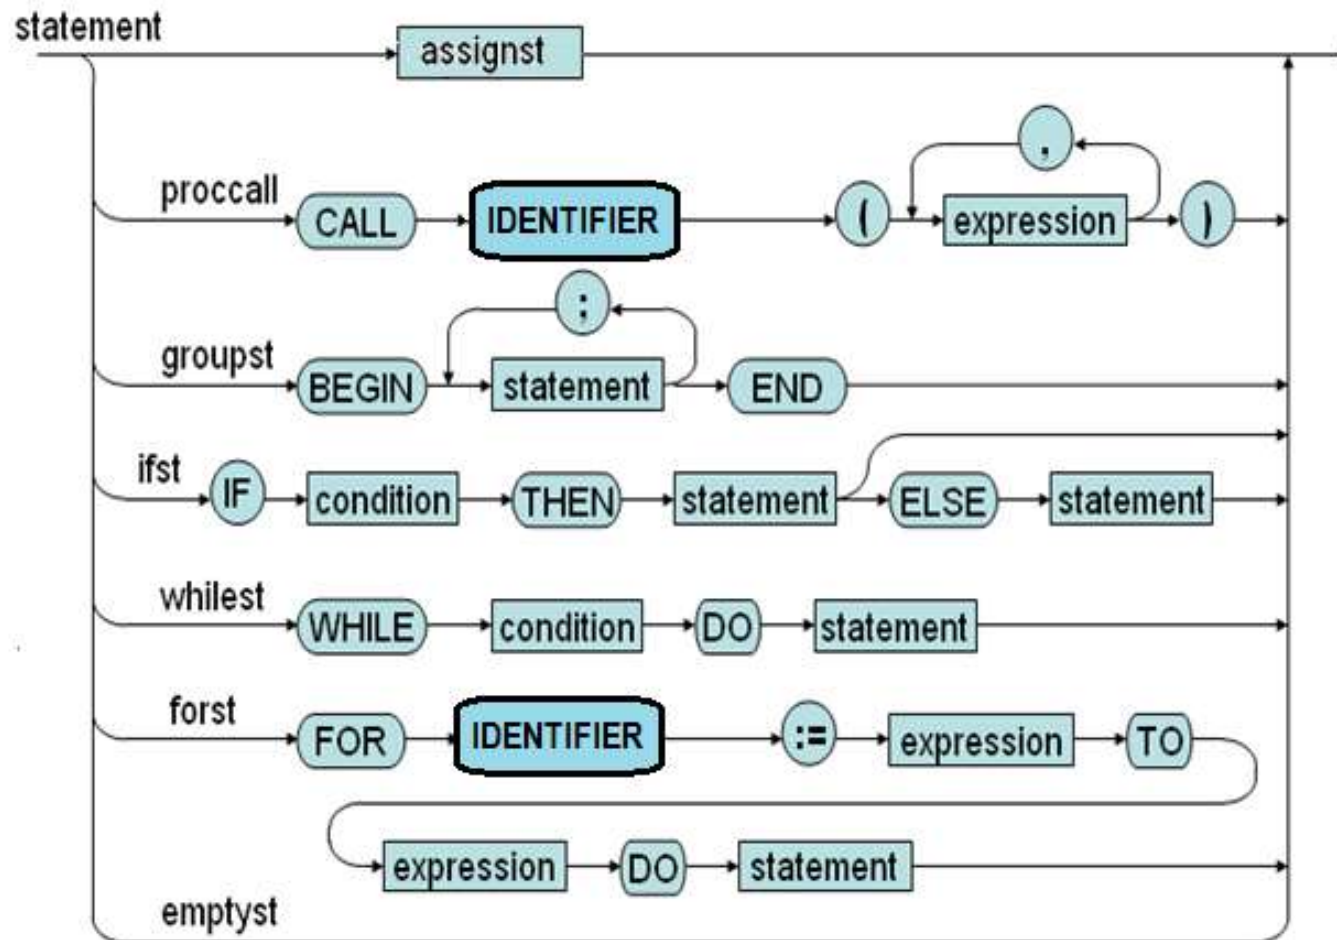 statement
assignst
,
proccall CALL IDENTIFIER ( expression )
;
groupst BEGIN statement END
ifst IF condition THEN statement ELSE statement
whilest WHILE condition DO statement
forst FOR IDENTIFIER := expression TO
expression DO statement
emptyst